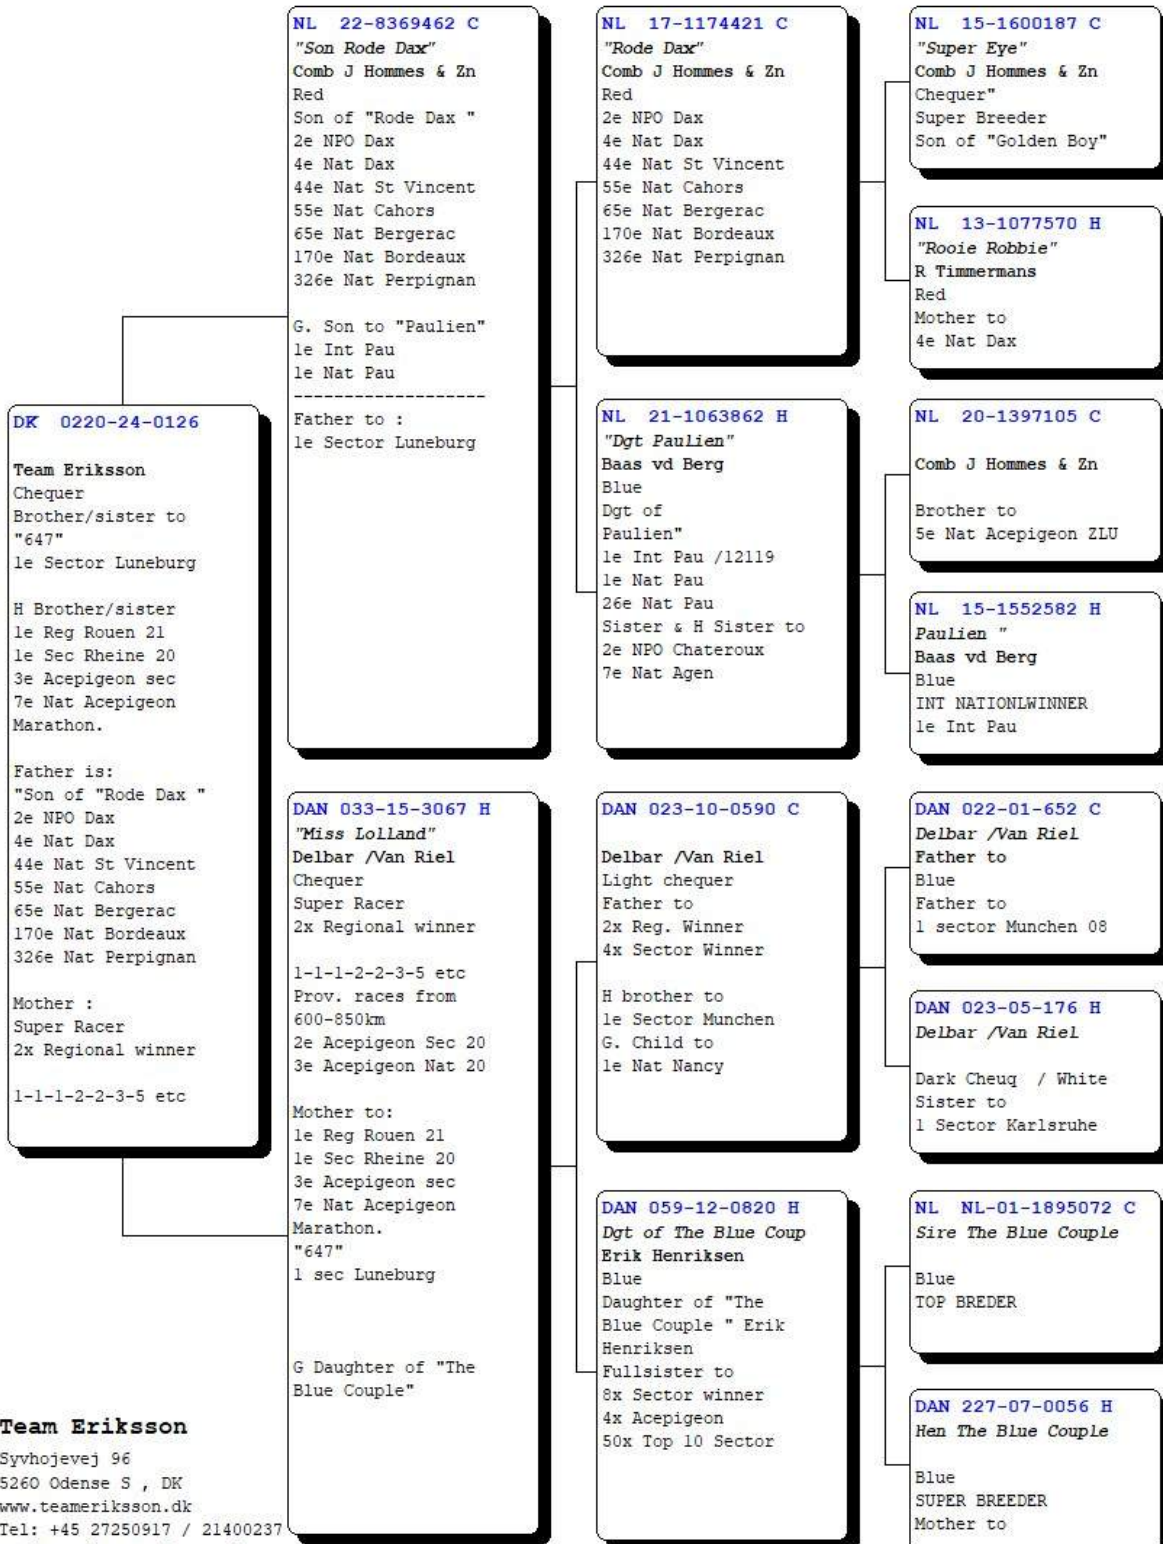 DK 0220-24-0126
Team Eriksson
Chequer
Brother/sister to
"647"
1e Sector Luneburg
H Brother/sister
1e Reg Rouen 21
1e Sec Rheine 20
3e Acepigeon sec
7e Nat Acepigeon
Marathon.
Father is:
"Son of "Rode Dax "
2e NPO Dax
4e Nat Dax
44e Nat St Vincent
55e Nat Cahors
65e Nat Bergerac
170e Nat Bordeaux
326e Nat Perpignan
Mother :
Super Racer
2x Regional winner
1-1-1-2-2-3-5 etc
NL 22-8369462 C
"Son Rode Dax"
Comb J Hommes & Zn
Red
Son of "Rode Dax "
2e NPO Dax
4e Nat Dax
44e Nat St Vincent
55e Nat Cahors
65e Nat Bergerac
170e Nat Bordeaux
326e Nat Perpignan
G. Son to "Paulien"
1e Int Pau
1e Nat Pau
-------------------
Father to :
1e Sector Luneburg
DAN 033-15-3067 H
"Miss Lolland"
Delbar /Van Riel
Chequer
Super Racer
2x Regional winner
1-1-1-2-2-3-5 etc
Prov. races from
600-850km
2e Acepigeon Sec 20
3e Acepigeon Nat 20
Mother to:
1e Reg Rouen 21
1e Sec Rheine 20
3e Acepigeon sec
7e Nat Acepigeon
Marathon.
"647"
1 sec Luneburg
G Daughter of "The
Blue Couple"
NL 17-1174421 C
"Rode Dax"
Comb J Hommes & Zn
Red
2e NPO Dax
4e Nat Dax
44e Nat St Vincent
55e Nat Cahors
65e Nat Bergerac
170e Nat Bordeaux
326e Nat Perpignan
NL 21-1063862 H
"Dgt Paulien"
Baas vd Berg
Blue
Dgt of
Paulien"
1e Int Pau /12119
1e Nat Pau
26e Nat Pau
Sister & H Sister to
2e NPO Chateroux
7e Nat Agen
DAN 023-10-0590 C
Delbar /Van Riel
Light chequer
Father to
2x Reg. Winner
4x Sector Winner
H brother to
1e Sector Munchen
G. Child to
1e Nat Nancy
DAN 059-12-0820 H
Dgt of The Blue Coup
Erik Henriksen
Blue
Daughter of "The
Blue Couple " Erik
Henriksen
Fullsister to
8x Sector winner
4x Acepigeon
50x Top 10 Sector
NL 15-1600187 C
"Super Eye"
Comb J Hommes & Zn
Chequer"
Super Breeder
Son of "Golden Boy"
NL 13-1077570 H
"Rooie Robbie"
R Timmermans
Red
Mother to
4e Nat Dax
NL 20-1397105 C
Comb J Hommes & Zn
Brother to
5e Nat Acepigeon ZLU
NL 15-1552582 H
Paulien "
Baas vd Berg
Blue
INT NATIONLWINNER
1e Int Pau
DAN 022-01-652 C
Delbar /Van Riel
Father to
Blue
Father to
1 sector Munchen 08
DAN 023-05-176 H
Delbar /Van Riel
Dark Cheuq / White
Sister to
1 Sector Karlsruhe
NL NL-01-1895072 C
Sire The Blue Couple
Blue
TOP BREDER
DAN 227-07-0056 H
Hen The Blue Couple
Blue
SUPER BREEDER
Mother to
Team Eriksson
Syvhojevej 96
5260 Odense S , DK
www.teameriksson.dk
Tel: +45 27250917 / 21400237